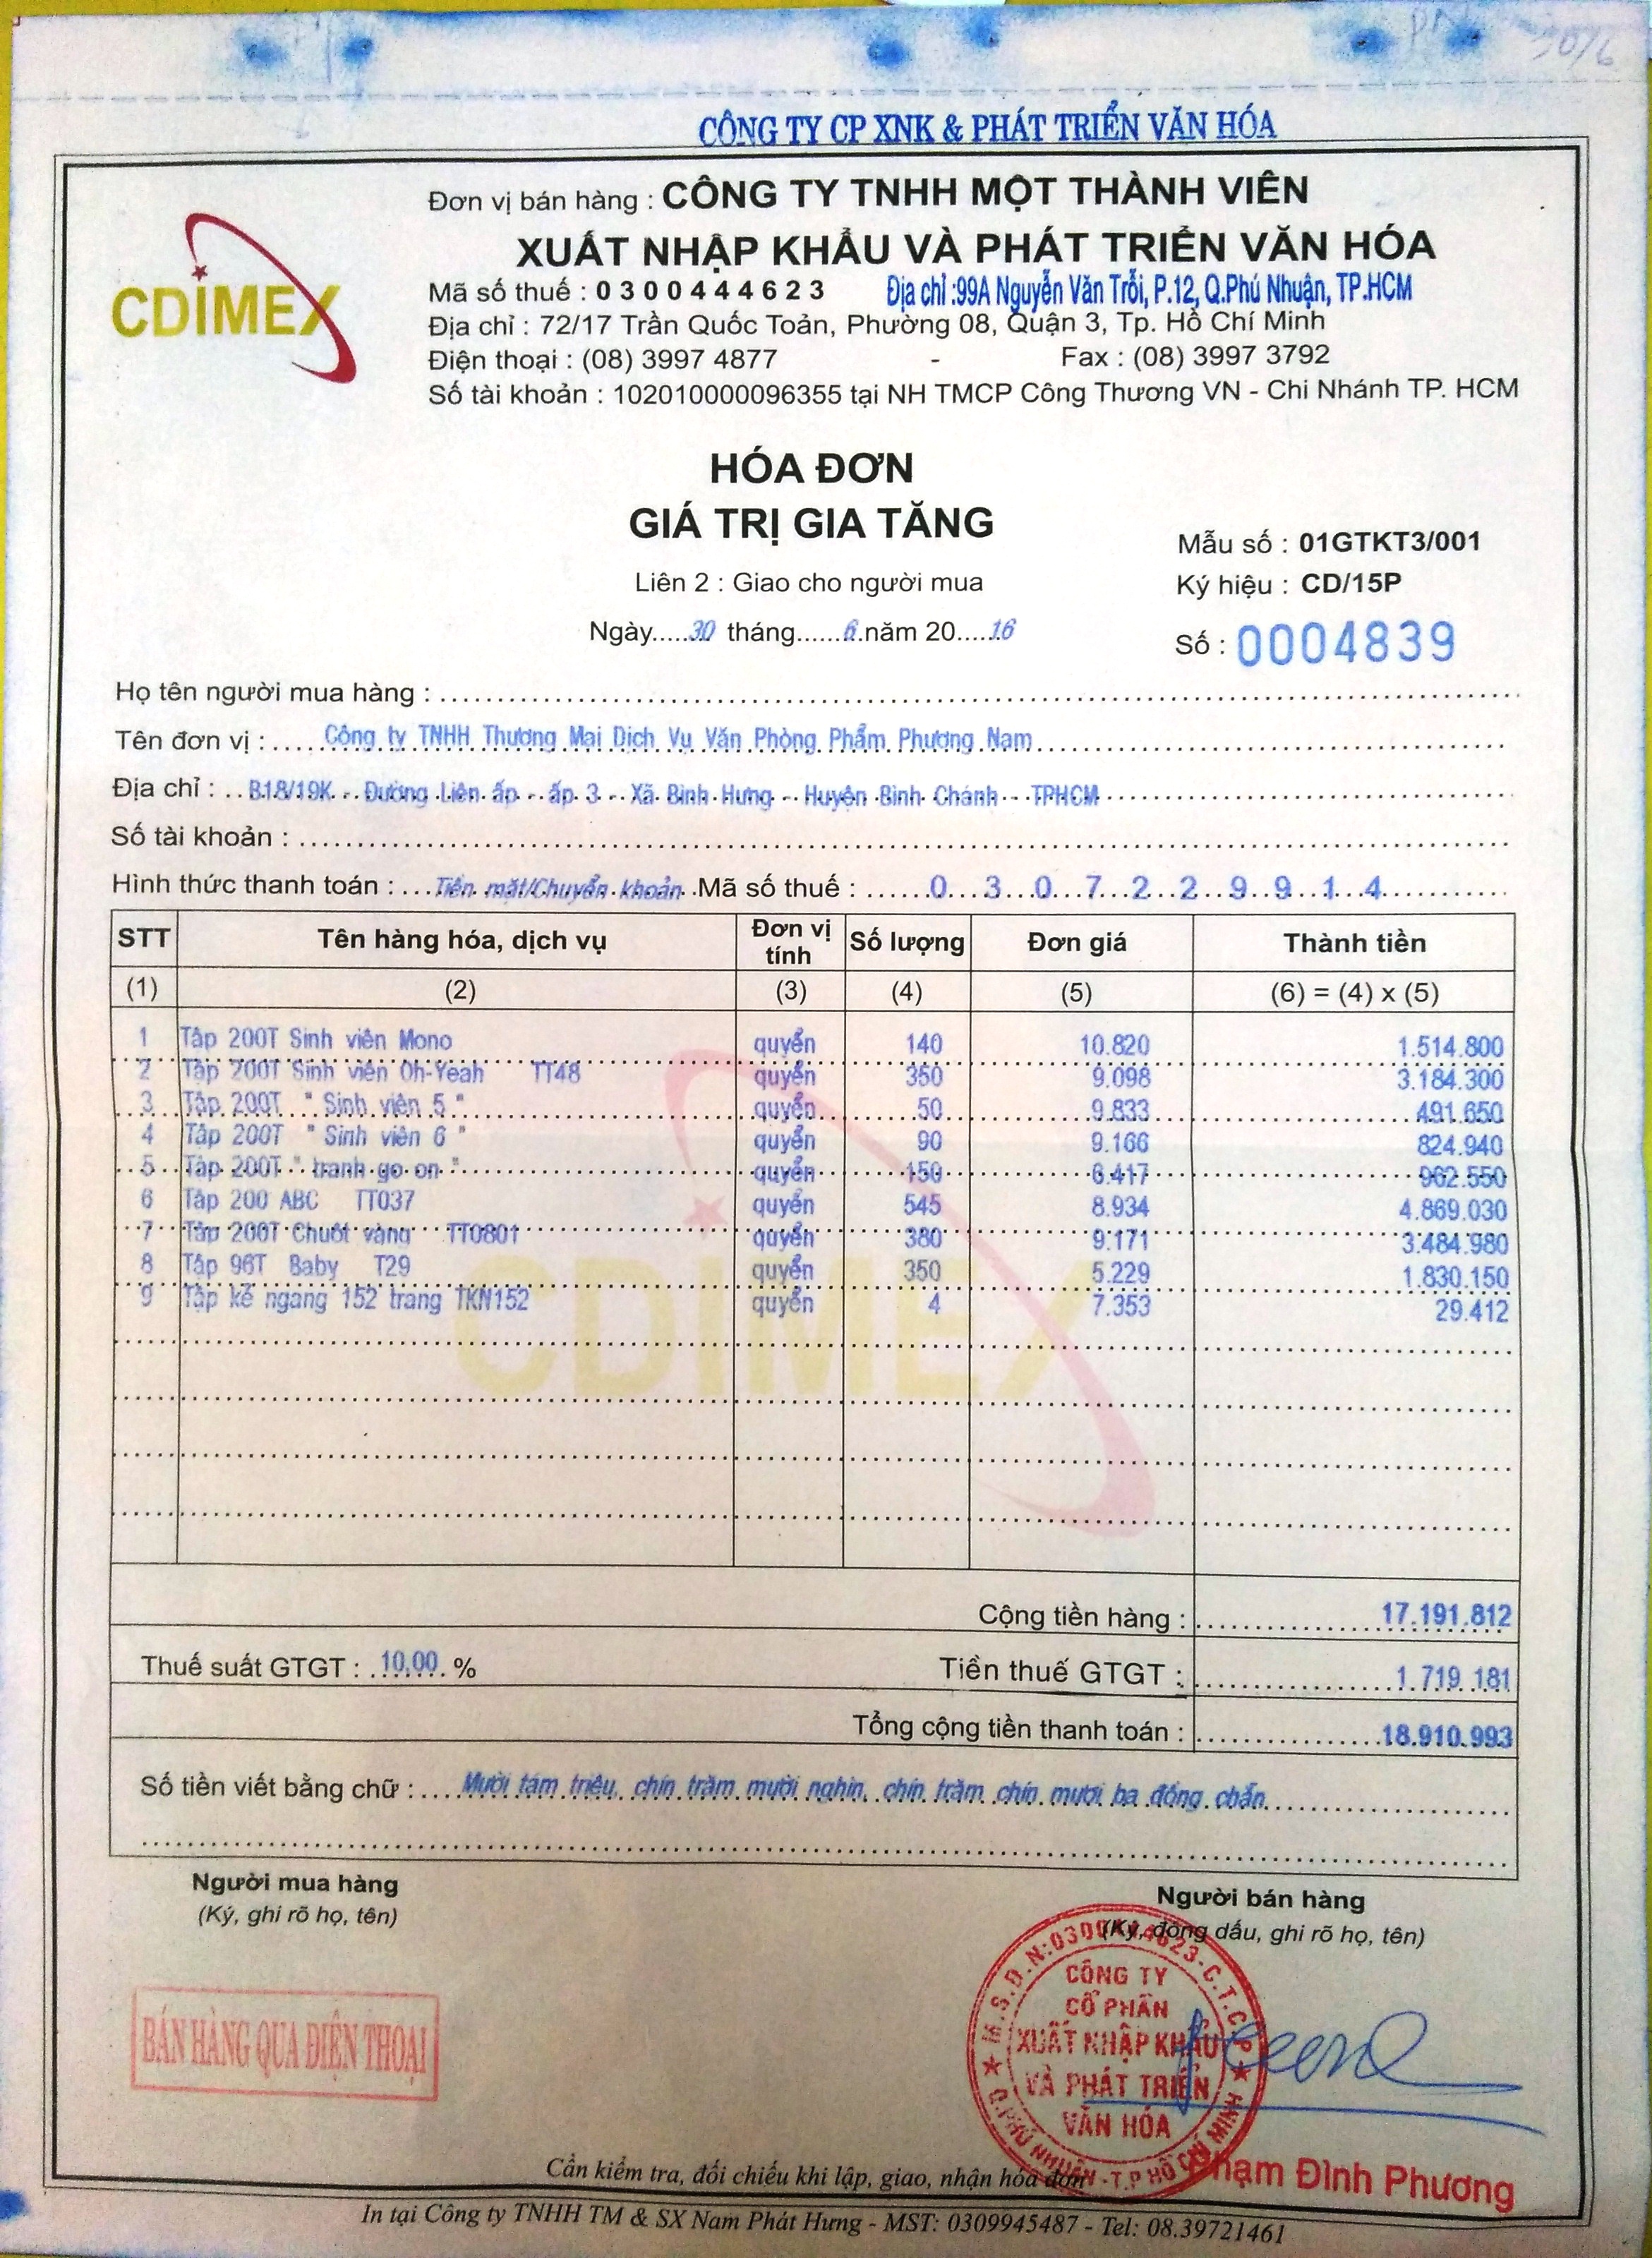 30/6
CÔNG TY CP XNK & PHÁT TRIỂN VĂN HÓA
CDIMEX
Đơn vị bán hàng : CÔNG TY TNHH MỘT THÀNH VIÊN
XUẤT NHẬP KHẨU VÀ PHÁT TRIỂN VĂN HÓA
Mã số thuế : 0300444623 Địa chỉ :99A Nguyễn Văn Trỗi, P.12, Q.Phú Nhuận, TP.HCM
Địa chỉ : 72/17 Trần Quốc Toản, Phường 08, Quận 3, Tp. Hồ Chí Minh
Điện thoại : (08) 3997 4877 - Fax : (08) 3997 3792
Số tài khoản : 102010000096355 tại NH TMCP Công Thương VN - Chi Nhánh TP. HCM
HÓA ĐƠN
GIÁ TRỊ GIA TĂNG
Mẫu số : 01GTKT3/001
Liên 2 : Giao cho người mua
Ký hiệu : CD/15P
Ngày.....30 tháng......6.năm 20.....16
Số : 0004839
Họ tên người mua hàng :
Tên đơn vị : Công ty TNHH Thương Mại Dịch Vụ Văn Phòng Phẩm Phương Nam
Địa chỉ : B18/19K - Đường Liên ấp - ấp 3 - Xã Bình Hưng - Huyện Bình Chánh - TPHCM
Số tài khoản :
Hình thức thanh toán : Tiền mặt/Chuyển khoản Mã số thuế : 0 3 0 7 2 2 9 9 1 4
STT Tên hàng hóa, dịch vụ Đơn vị tính Số lượng Đơn giá Thành tiền
(1) (2) (3) (4) (5) (6) = (4) x (5)
1 Tập 200T Sinh viên Mono quyển 140 10.820 1.514.800
2 Tập 200T Sinh viên Oh-Yeah TT48 quyển 350 9.098 3.184.300
3 Tập 200T " Sinh viên 5 " quyển 50 9.833 491.650
4 Tập 200T " Sinh viên 6 " quyển 90 9.166 824.940
5 Tập 200T " tranh go on " quyển 150 6.417 962.550
6 Tập 200 ABC TT037 quyển 545 8.934 4.869.030
7 Tập 200T Chuột vàng TT0801 quyển 380 9.171 3.484.980
8 Tập 96T Baby T29 quyển 350 5.229 1.830.150
9 Tập kẻ ngang 152 trang TKN152 quyển 4 7.353 29.412
CDIMEX
Cộng tiền hàng : 17.191.812
Thuế suất GTGT : 10,00 % Tiền thuế GTGT : 1.719.181
Tổng cộng tiền thanh toán : 18.910.993
Số tiền viết bằng chữ : Mười tám triệu, chín trăm mười nghìn, chín trăm chín mươi ba đồng chẵn
Người mua hàng
(Ký, ghi rõ họ, tên)
Người bán hàng
(Ký, đóng dấu, ghi rõ họ, tên)
BÁN HÀNG QUA ĐIỆN THOẠI
M.S.D.N:0300444623-C.T.C.P
CÔNG TY
CỔ PHẦN
XUẤT NHẬP KHẨU
VÀ PHÁT TRIỂN
VĂN HÓA
Q.PHÚ NHUẬN-T.P HỒ CHÍ MINH
Phạm Đình Phương
Cần kiểm tra, đối chiếu khi lập, giao, nhận hóa đơn
In tại Công ty TNHH TM & SX Nam Phát Hưng - MST: 0309945487 - Tel: 08.39721461